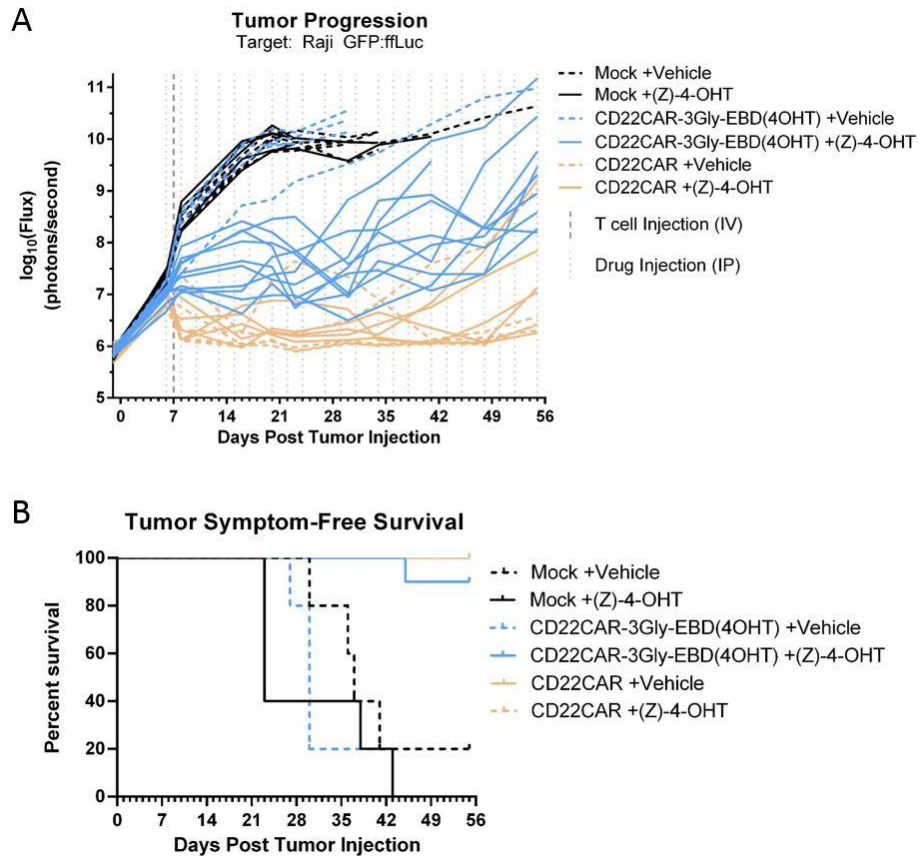 A
Tumor Progression
Target: Raji GFP:ffLuc
log10(Flux)
(photons/second)
11
10
9
8
7
6
5
0 7 14 21 28 35 42 49 56
Days Post Tumor Injection
Mock +Vehicle
Mock +(Z)-4-OHT
CD22CAR-3Gly-EBD(4OHT) +Vehicle
CD22CAR-3Gly-EBD(4OHT) +(Z)-4-OHT
CD22CAR +Vehicle
CD22CAR +(Z)-4-OHT
T cell Injection (IV)
Drug Injection (IP)
B
Tumor Symptom-Free Survival
Percent survival
100
80
60
40
20
0
0 7 14 21 28 35 42 49 56
Days Post Tumor Injection
Mock +Vehicle
Mock +(Z)-4-OHT
CD22CAR-3Gly-EBD(4OHT) +Vehicle
CD22CAR-3Gly-EBD(4OHT) +(Z)-4-OHT
CD22CAR +Vehicle
CD22CAR +(Z)-4-OHT